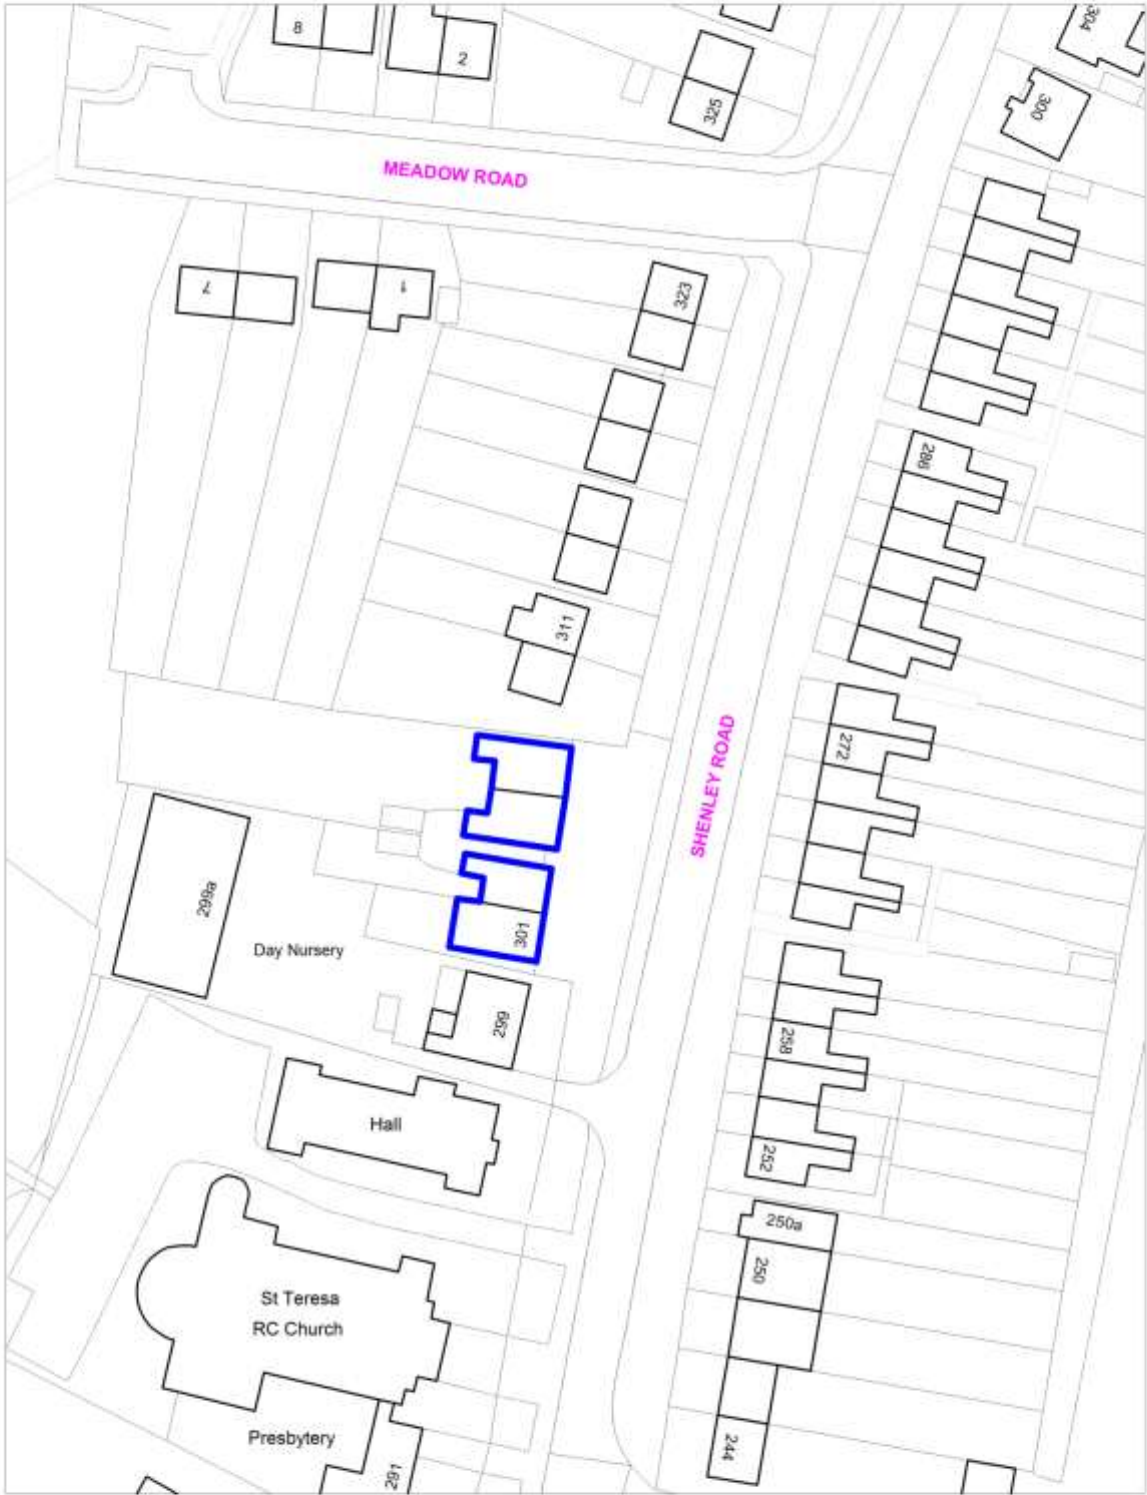 8
2
325
304
300
MEADOW ROAD
7
1
323
286
311
SHENLEY ROAD
272
299a
Day Nursery
301
299
258
Hall
252
250a
250
St Teresa
RC Church
Presbytery
291
244